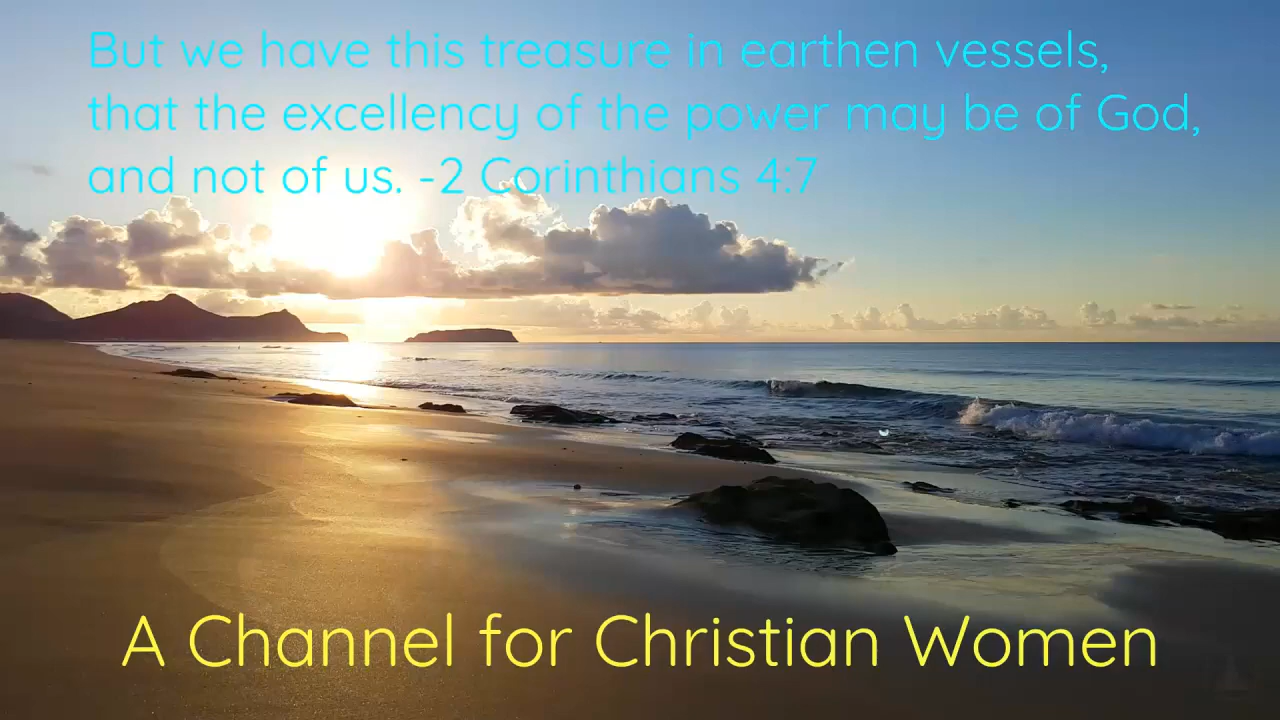 But we have this treasure in earthen vessels,
that the excellency of the power may be of God,
and not of us. -2 Corinthians 4:7
A Channel for Christian Women